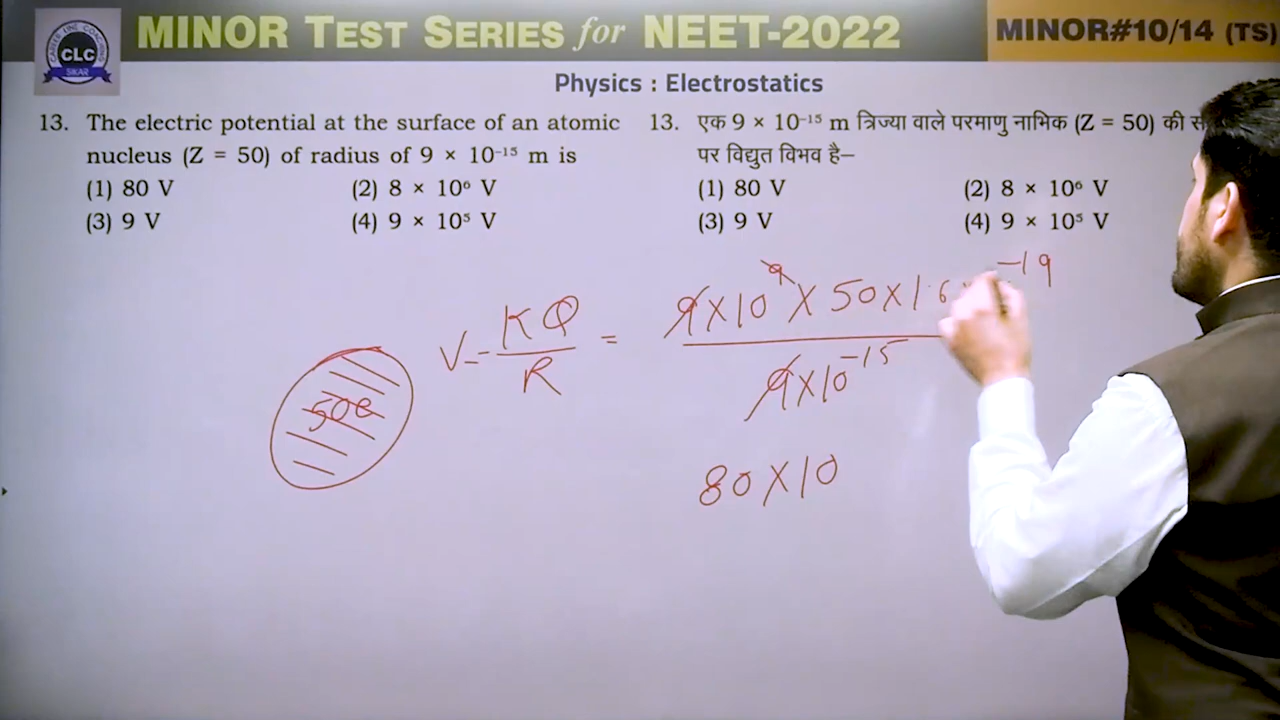 MINOR TEST SERIES for NEET-2022
MINOR#10/14 (TS)
CLC
SIKAR
Physics : Electrostatics
13. The electric potential at the surface of an atomic
nucleus (Z = 50) of radius of 9 × 10⁻¹⁵ m is
(1) 80 V (2) 8 × 10⁶ V
(3) 9 V (4) 9 × 10⁵ V
13. एक 9 × 10⁻¹⁵ m त्रिज्या वाले परमाणु नाभिक (Z = 50) की
पर विद्युत विभव है–
(1) 80 V (2) 8 × 10⁶ V
(3) 9 V (4) 9 × 10⁵ V
50e
V = KQ / R = 9×10⁹ × 50×1.6 ⁻¹⁹ / 9×10⁻¹⁵
80×10